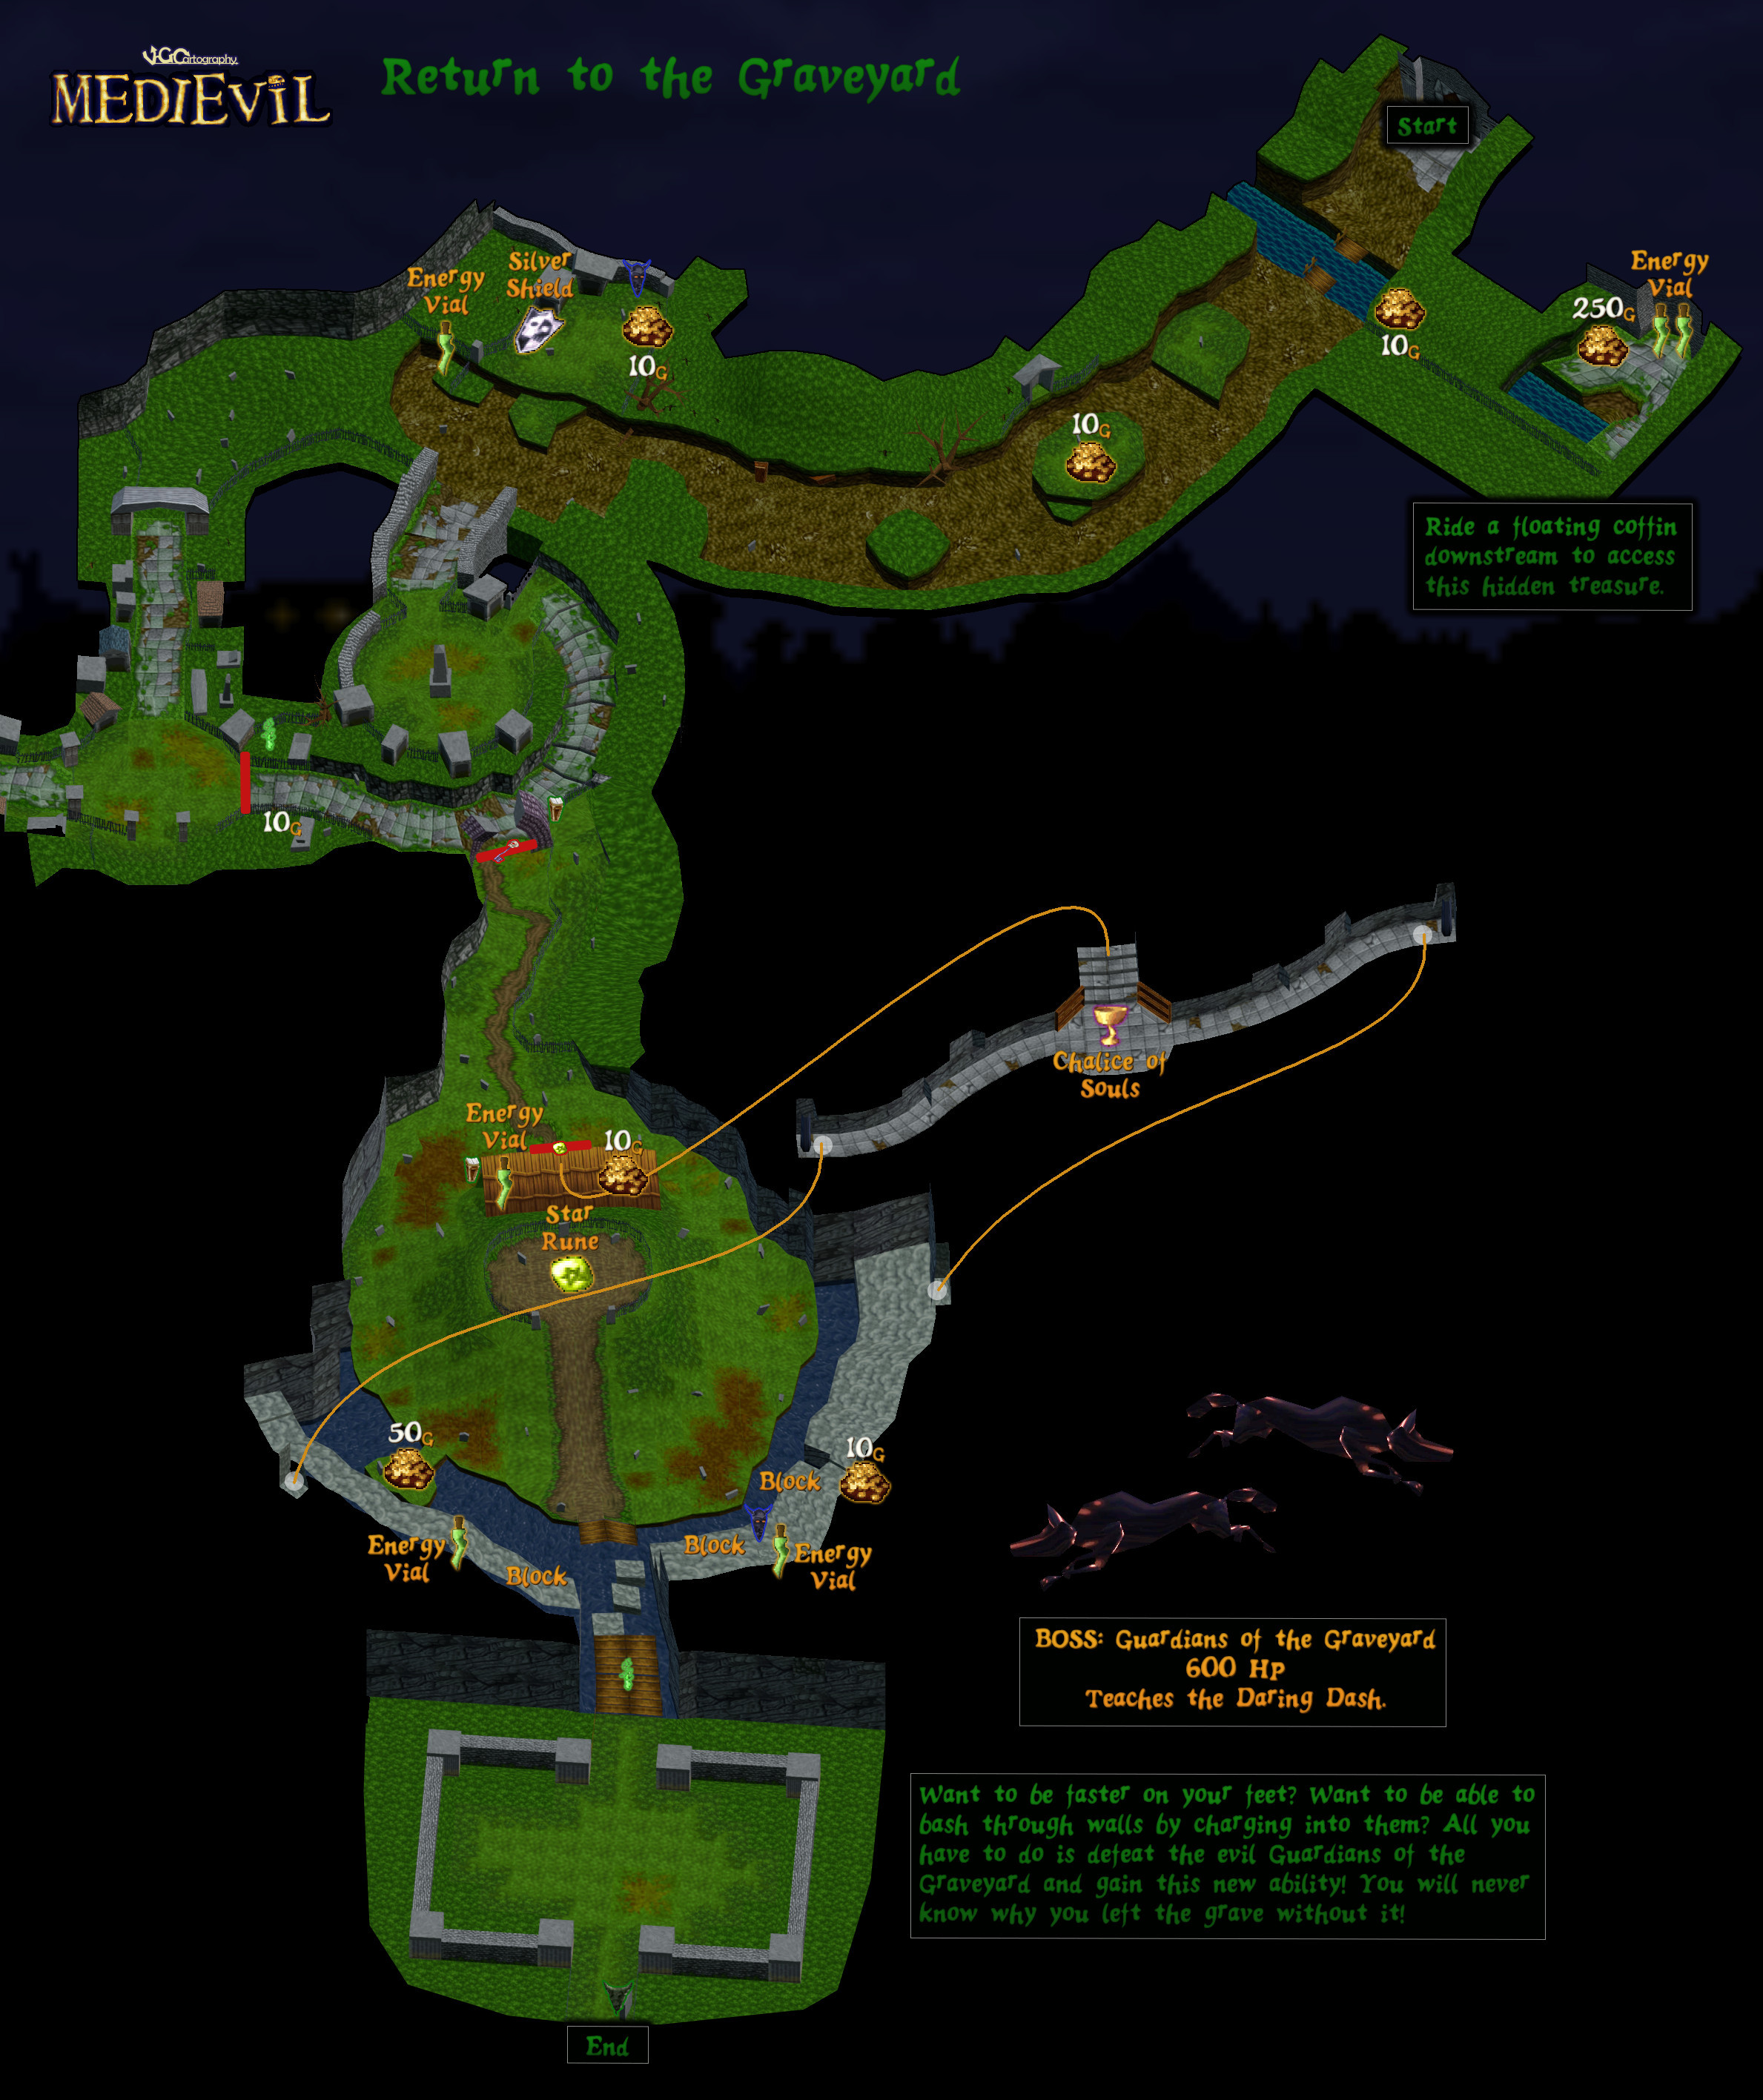 VGCartography
MEDIEVIL
Return to the Graveyard
Start
Energy
Vial
Silver
Shield
10G
Energy
Vial
250G
10G
10G
Ride a floating coffin
downstream to access
this hidden treasure.
10G
Chalice of
Souls
Energy
Vial
10G
Star
Rune
50G
10G
Block
Energy
Vial
Block
Block
Energy
Vial
BOSS: Guardians of the Graveyard
600 HP
Teaches the Daring Dash.
Want to be faster on your feet? Want to be able to
bash through walls by charging into them? All you
have to do is defeat the evil Guardians of the
Graveyard and gain this new ability! You will never
know why you left the grave without it!
End